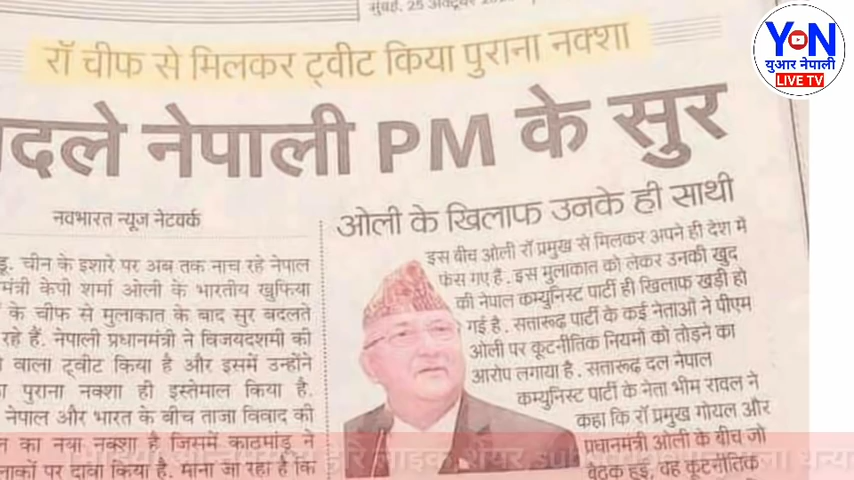 मुंबई, 25 अक्टूबर
YON
युआर नेपाली
LIVE TV
रॉ चीफ से मिलकर ट्वीट किया पुराना नक्शा
दले नेपाली PM के सुर
नवभारत न्यूज नेटवर्क
चीन के इशारे पर अब तक नाच रहे नेपाल
मंत्री केपी शर्मा ओली के भारतीय खुफिया
के चीफ से मुलाकात के बाद सुर बदलते
रहे हैं. नेपाली प्रधानमंत्री ने विजयदशमी की
वाला ट्वीट किया है और इसमें उन्होंने
पुराना नक्शा ही इस्तेमाल किया है.
नेपाल और भारत के बीच ताजा विवाद की
का नया नक्शा है जिसमें काठमांडू ने
पर दावा किया है. माना जा रहा है कि
ओली के खिलाफ उनके ही साथी
इस बीच ओली रॉ प्रमुख से मिलकर अपने ही देश में
फंस गए है. इस मुलाकात को लेकर उनकी खुद
की नेपाल कम्युनिस्ट पार्टी ही खिलाफ खड़ी हो
गई है. सत्तारूढ़ पार्टी के कई नेताओं ने पीएम
ओली पर कूटनीतिक नियमों को तोड़ने का
आरोप लगाया है. सत्तारूढ़ दल नेपाल
कम्युनिस्ट पार्टी के नेता भीम रावल ने
कहा कि रॉ प्रमुख गोयल और
प्रधानमंत्री ओली के बीच जो
बैठक हुई, वह कूटनीतिक